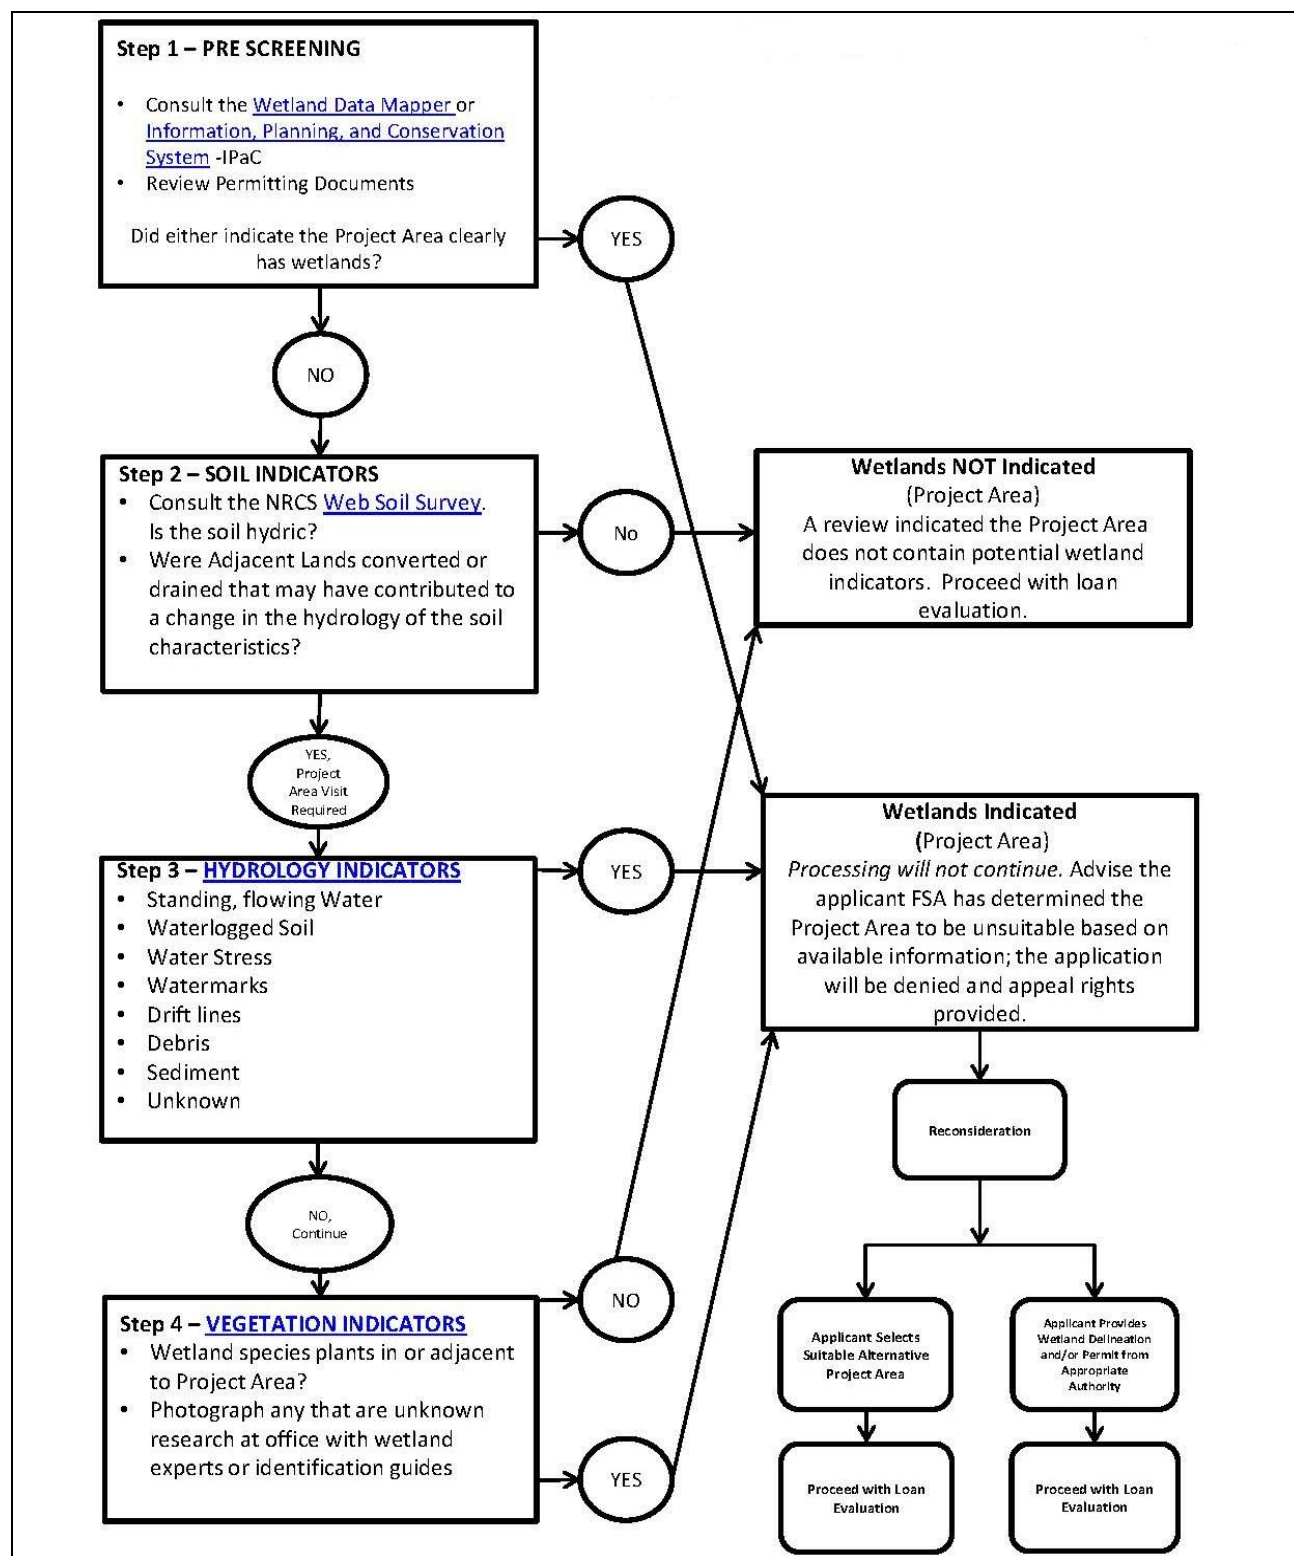 Step 1 – PRE SCREENING
• Consult the Wetland Data Mapper or
Information, Planning, and Conservation
System -IPaC
• Review Permitting Documents
Did either indicate the Project Area clearly
has wetlands?
YES
NO
Step 2 – SOIL INDICATORS
• Consult the NRCS Web Soil Survey.
Is the soil hydric?
• Were Adjacent Lands converted or
drained that may have contributed to
a change in the hydrology of the soil
characteristics?
No
Wetlands NOT Indicated
(Project Area)
A review indicated the Project Area
does not contain potential wetland
indicators. Proceed with loan
evaluation.
YES,
Project
Area Visit
Required
Step 3 – HYDROLOGY INDICATORS
• Standing, flowing Water
• Waterlogged Soil
• Water Stress
• Watermarks
• Drift lines
• Debris
• Sediment
• Unknown
YES
Wetlands Indicated
(Project Area)
Processing will not continue. Advise the
applicant FSA has determined the
Project Area to be unsuitable based on
available information; the application
will be denied and appeal rights
provided.
Reconsideration
NO,
Continue
Step 4 – VEGETATION INDICATORS
• Wetland species plants in or adjacent
to Project Area?
• Photograph any that are unknown
research at office with wetland
experts or identification guides
NO
YES
Applicant Selects
Suitable Alternative
Project Area
Applicant Provides
Wetland Delineation
and/or Permit from
Appropriate
Authority
Proceed with Loan
Evaluation
Proceed with Loan
Evaluation